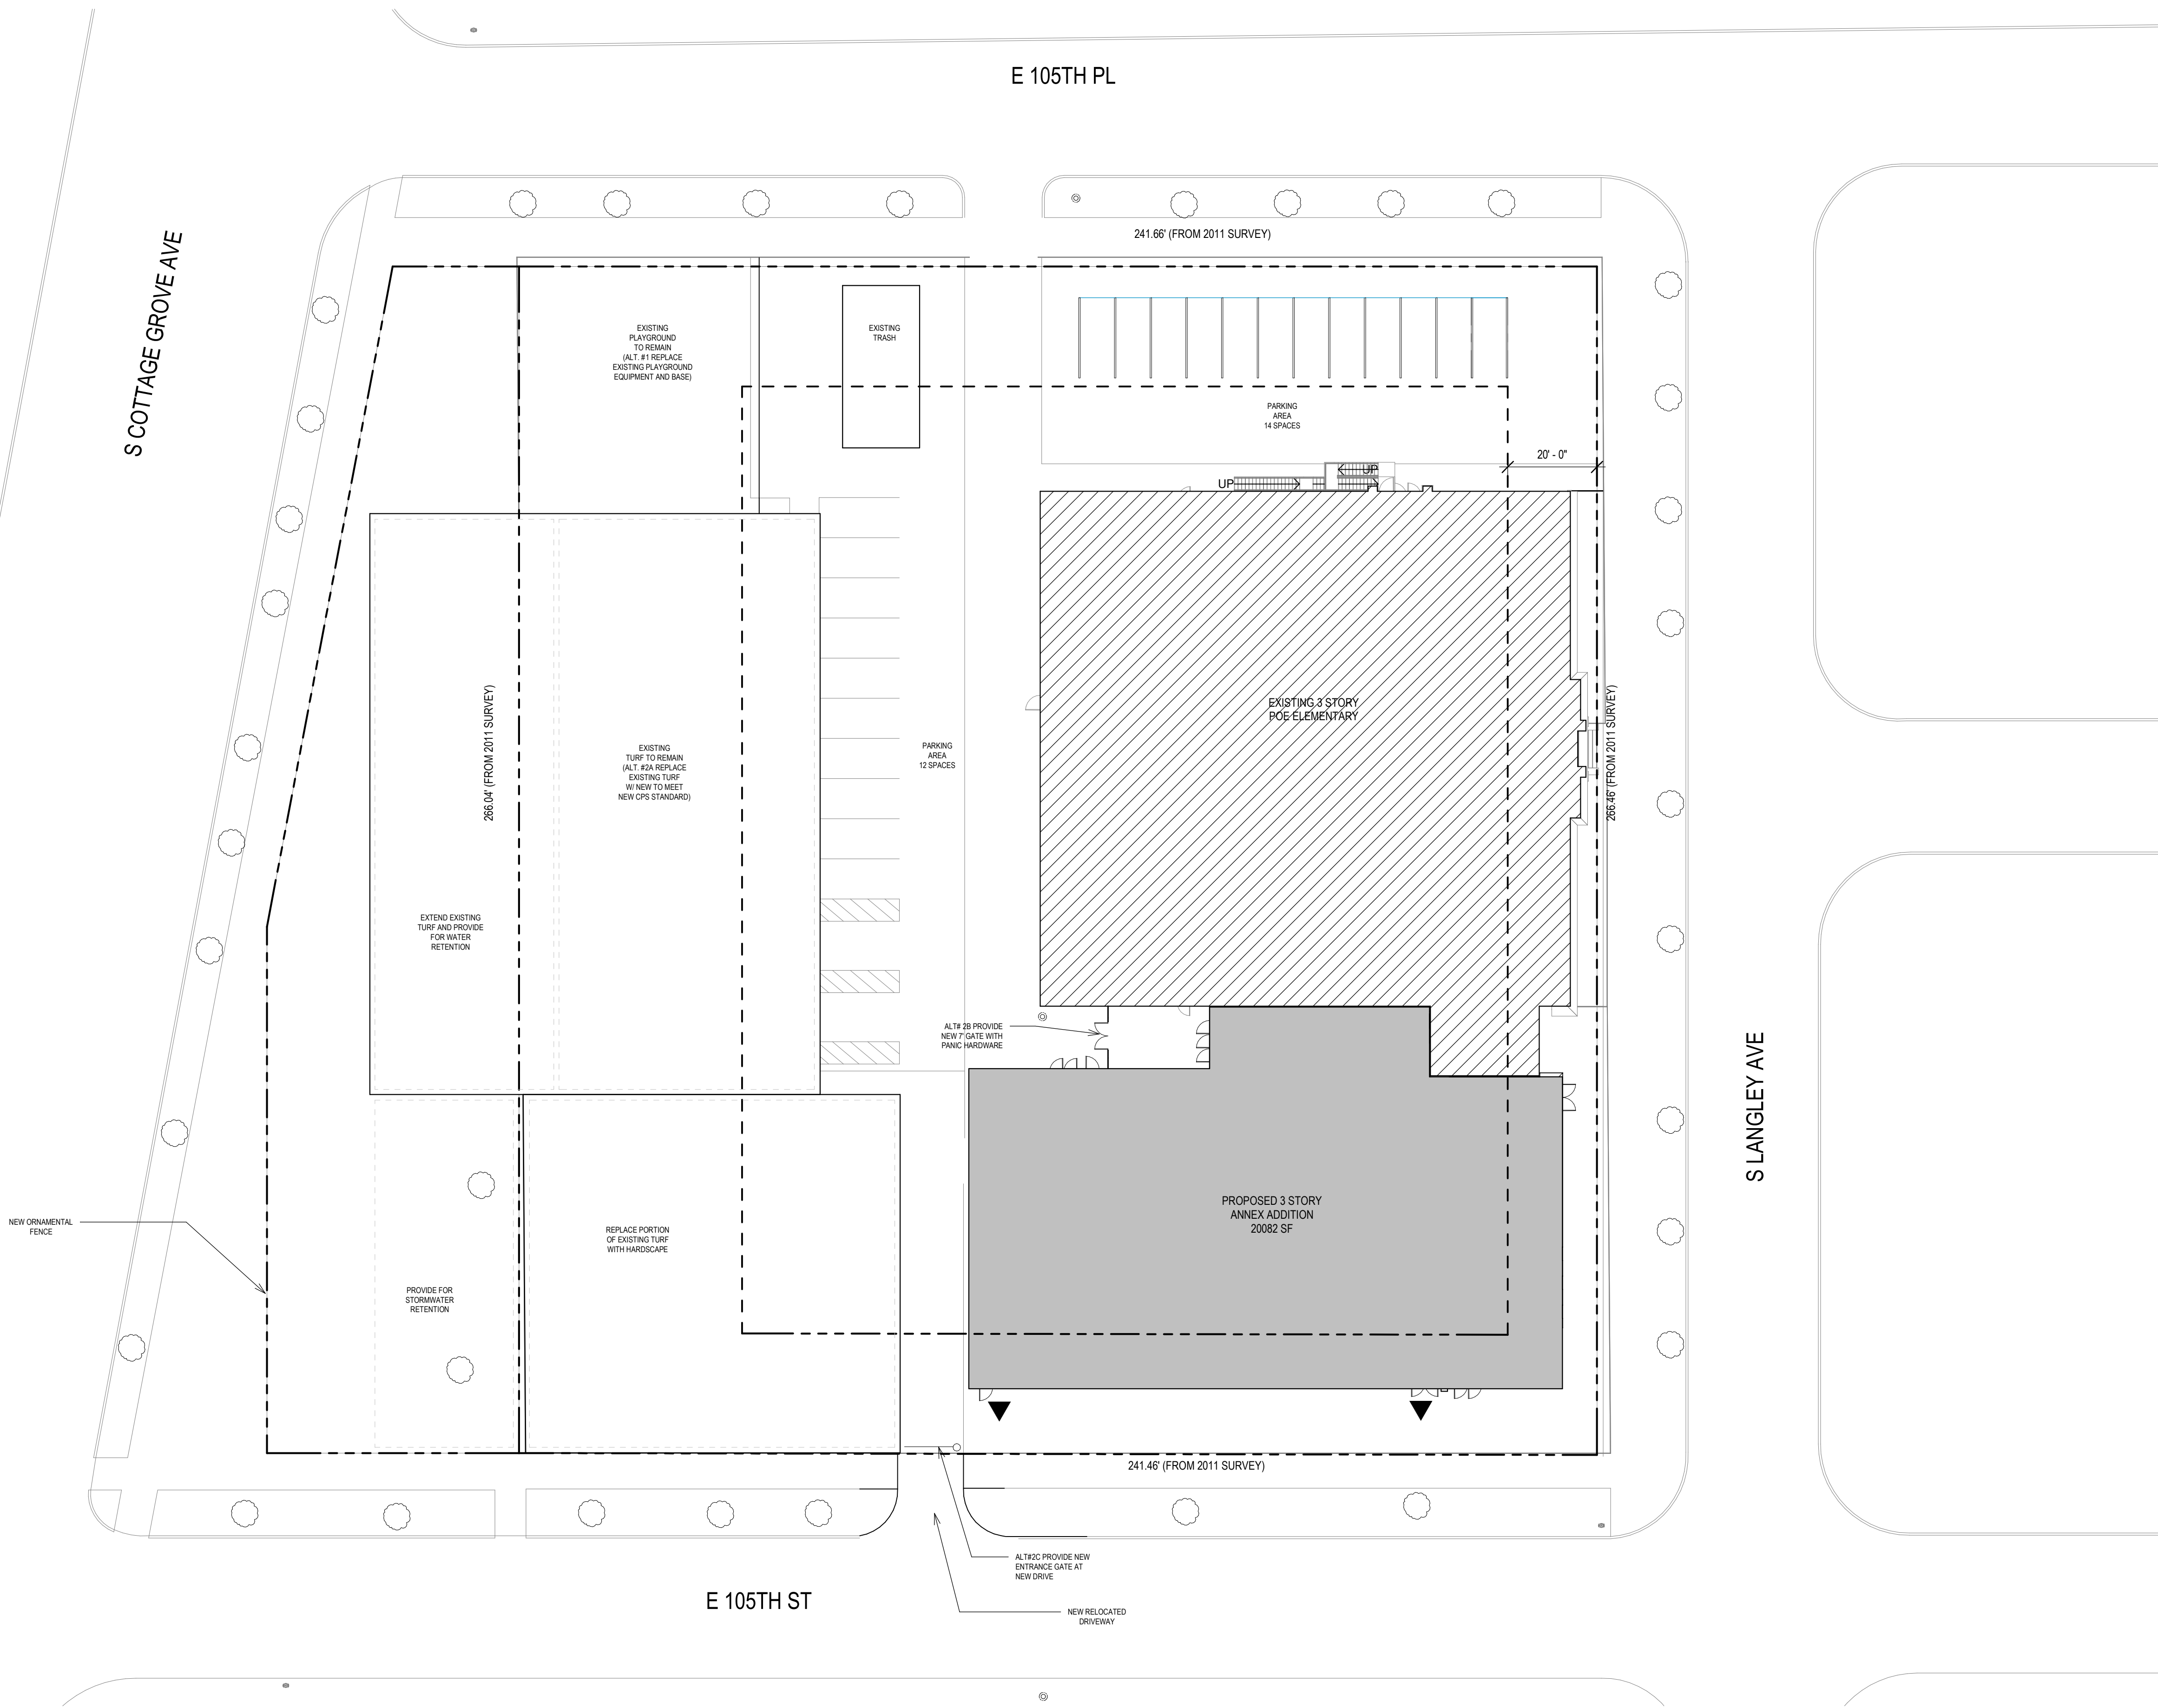 E 105TH PL
S COTTAGE GROVE AVE
241.66' (FROM 2011 SURVEY)
EXISTING
PLAYGROUND
TO REMAIN
(ALT. #1 REPLACE
EXISTING PLAYGROUND
EQUIPMENT AND BASE)
EXISTING
TRASH
PARKING
AREA
14 SPACES
20' - 0"
UP
UP
266.04' (FROM 2011 SURVEY)
EXISTING 3 STORY
POE ELEMENTARY
266.46' (FROM 2011 SURVEY)
EXISTING
TURF TO REMAIN
(ALT. #2A REPLACE
EXISTING TURF
W/ NEW TO MEET
NEW CPS STANDARD)
PARKING
AREA
12 SPACES
EXTEND EXISTING
TURF AND PROVIDE
FOR WATER
RETENTION
ALT# 2B PROVIDE
NEW 7' GATE WITH
PANIC HARDWARE
S LANGLEY AVE
PROPOSED 3 STORY
ANNEX ADDITION
20082 SF
NEW ORNAMENTAL
FENCE
REPLACE PORTION
OF EXISTING TURF
WITH HARDSCAPE
PROVIDE FOR
STORMWATER
RETENTION
241.46' (FROM 2011 SURVEY)
ALT#2C PROVIDE NEW
ENTRANCE GATE AT
NEW DRIVE
E 105TH ST
NEW RELOCATED
DRIVEWAY